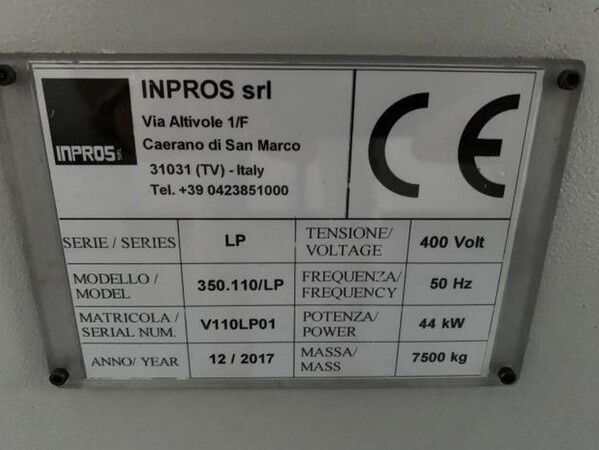 INPROS srl
Via Altivole 1/F
Caerano di San Marco
31031 (TV) - Italy
Tel. +39 0423851000
INPROS
CE
SERIE / SERIES LP
TENSIONE/ VOLTAGE 400 Volt
MODELLO / MODEL 350.110/LP
FREQUENZA/ FREQUENCY 50 Hz
MATRICOLA / SERIAL NUM. V110LP01
POTENZA/ POWER 44 kW
ANNO/ YEAR 12 / 2017
MASSA/ MASS 7500 kg